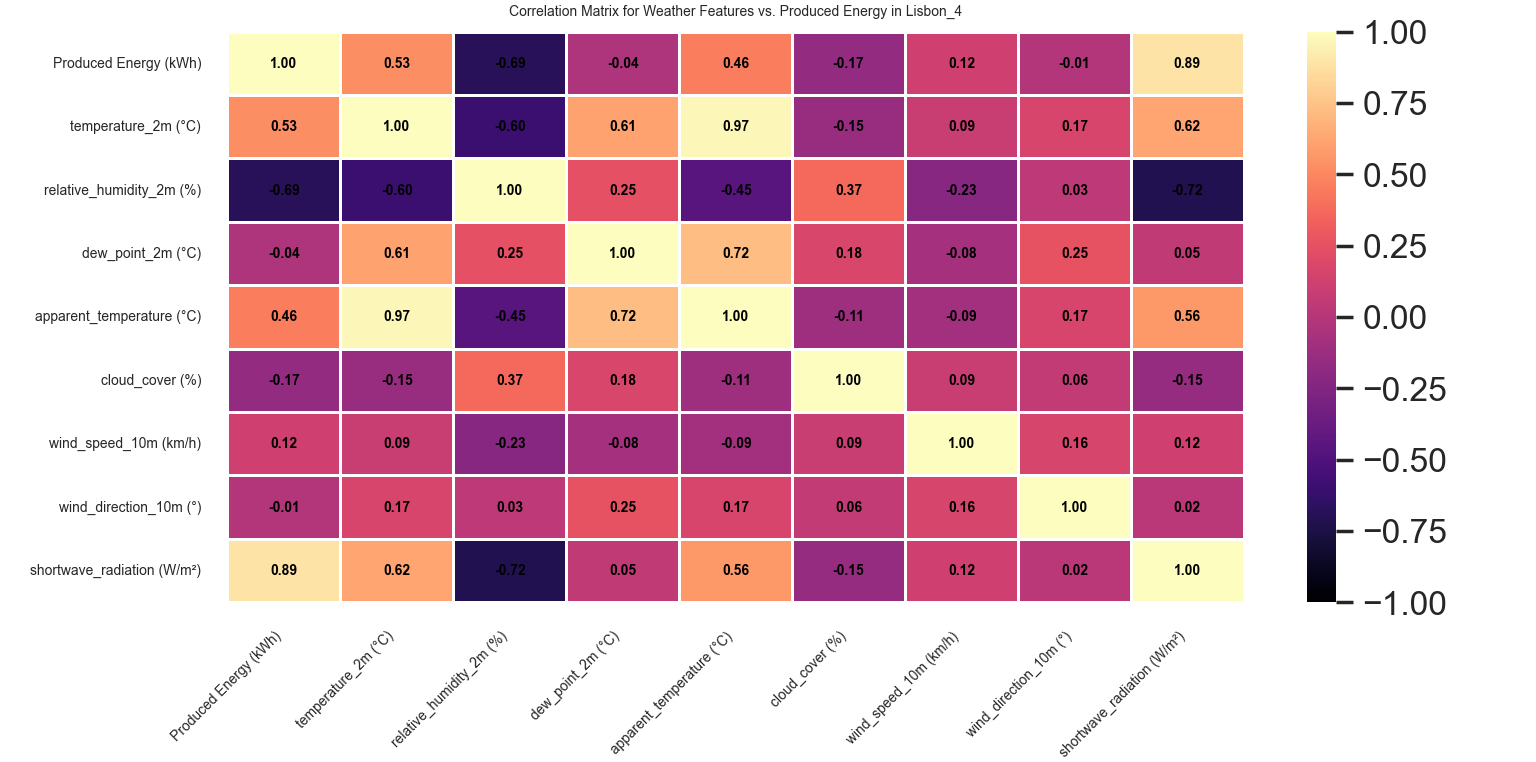 Correlation Matrix for Weather Features vs. Produced Energy in Lisbon_4
Produced Energy (kWh) 1.00 0.53 -0.69 -0.04 0.46 -0.17 0.12 -0.01 0.89
temperature_2m (°C) 0.53 1.00 -0.60 0.61 0.97 -0.15 0.09 0.17 0.62
relative_humidity_2m (%) -0.69 -0.60 1.00 0.25 -0.45 0.37 -0.23 0.03 -0.72
dew_point_2m (°C) -0.04 0.61 0.25 1.00 0.72 0.18 -0.08 0.25 0.05
apparent_temperature (°C) 0.46 0.97 -0.45 0.72 1.00 -0.11 -0.09 0.17 0.56
cloud_cover (%) -0.17 -0.15 0.37 0.18 -0.11 1.00 0.09 0.06 -0.15
wind_speed_10m (km/h) 0.12 0.09 -0.23 -0.08 -0.09 0.09 1.00 0.16 0.12
wind_direction_10m (°) -0.01 0.17 0.03 0.25 0.17 0.06 0.16 1.00 0.02
shortwave_radiation (W/m²) 0.89 0.62 -0.72 0.05 0.56 -0.15 0.12 0.02 1.00
Produced Energy (kWh)
temperature_2m (°C)
relative_humidity_2m (%)
dew_point_2m (°C)
apparent_temperature (°C)
cloud_cover (%)
wind_speed_10m (km/h)
wind_direction_10m (°)
shortwave_radiation (W/m²)
1.00
0.75
0.50
0.25
0.00
−0.25
−0.50
−0.75
−1.00